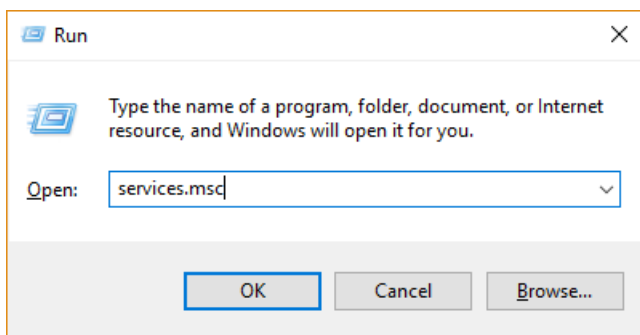 Run
Type the name of a program, folder, document, or Internet
resource, and Windows will open it for you.
Open: services.msc
OK Cancel Browse...